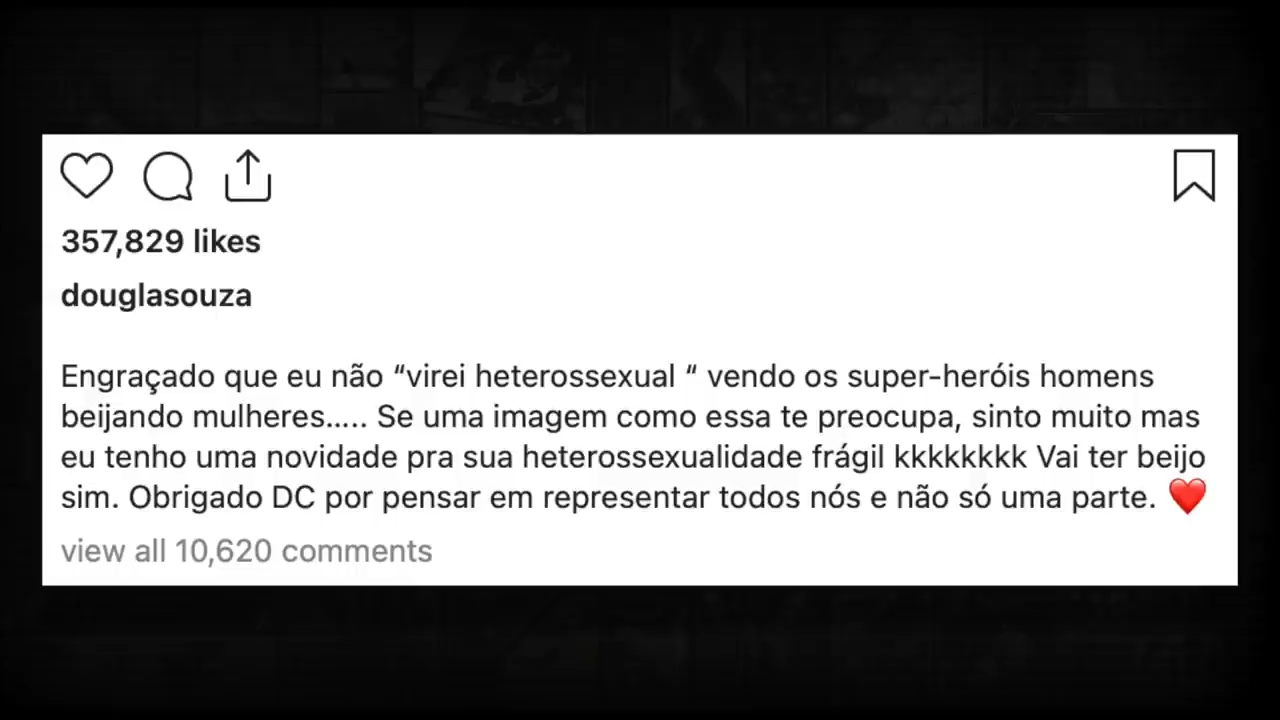 357,829 likes
douglasouza
Engraçado que eu não “virei heterossexual “ vendo os super-heróis homens
beijando mulheres..... Se uma imagem como essa te preocupa, sinto muito mas
eu tenho uma novidade pra sua heterossexualidade frágil kkkkkkkk Vai ter beijo
sim. Obrigado DC por pensar em representar todos nós e não só uma parte. ❤️
view all 10,620 comments